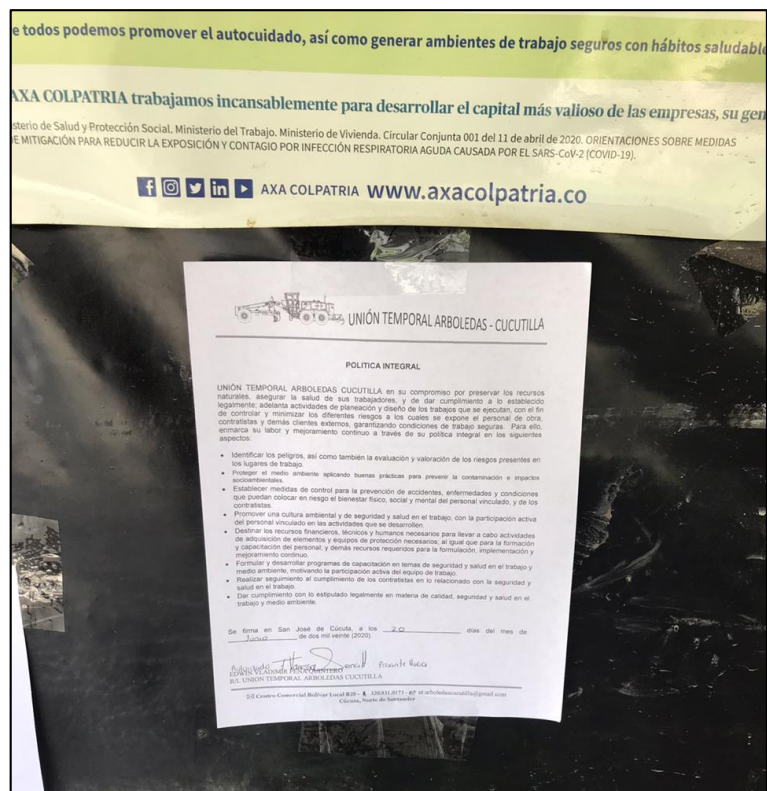 e todos podemos promover el autocuidado, así como generar ambientes de trabajo seguros con hábitos saludable
AXA COLPATRIA trabajamos incansablemente para desarrollar el capital más valioso de las empresas, su gen
sterio de Salud y Protección Social. Ministerio del Trabajo. Ministerio de Vivienda. Circular Conjunta 001 del 11 de abril de 2020. ORIENTACIONES SOBRE MEDIDAS
E MITIGACIÓN PARA REDUCIR LA EXPOSICIÓN Y CONTAGIO POR INFECCIÓN RESPIRATORIA AGUDA CAUSADA POR EL SARS-CoV-2 (COVID-19).
AXA COLPATRIA www.axacolpatria.co
UNIÓN TEMPORAL ARBOLEDAS - CUCUTILLA
POLITICA INTEGRAL
UNIÓN TEMPORAL ARBOLEDAS CUCUTILLA en su compromiso por preservar los recursos
naturales, asegurar la salud de sus trabajadores, y de dar cumplimiento a lo establecido
legalmente; adelanta actividades de planeación y diseño de los trabajos que se ejecutan, con el fin
de controlar y minimizar los diferentes riesgos a los cuales se expone el personal de obra,
contratistas y demás clientes externos, garantizando condiciones de trabajo seguras. Para ello,
enmarca su labor y mejoramiento continuo a través de su política integral en los siguientes
aspectos:
• Identificar los peligros, así como también la evaluación y valoración de los riesgos presentes en
los lugares de trabajo.
• Proteger el medio ambiente aplicando buenas prácticas para prevenir la contaminación e impactos
socioambientales.
• Establecer medidas de control para la prevención de accidentes, enfermedades y condiciones
que puedan colocar en riesgo el bienestar físico, social y mental del personal vinculado, y de los
contratistas.
• Promover una cultura ambiental y de seguridad y salud en el trabajo, con la participación activa
del personal vinculado en las actividades que se desarrollen.
• Destinar los recursos financieros, técnicos y humanos necesarios para llevar a cabo actividades
de adquisición de elementos y equipos de protección necesarios; al igual que para la formación
y capacitación del personal; y demás recursos requeridos para la formulación, implementación y
mejoramiento continuo.
• Formular y desarrollar programas de capacitación en temas de seguridad y salud en el trabajo y
medio ambiente, motivando la participación activa del equipo de trabajo.
• Realizar seguimiento al cumplimiento de los contratistas en lo relacionado con la seguridad y
salud en el trabajo.
• Dar cumplimiento con lo estipulado legalmente en materia de calidad, seguridad y salud en el
trabajo y medio ambiente.
Se firma en San José de Cúcuta, a los 20 días del mes de
Junio de dos mil veinte (2020)
EDWIN VLADIMIR PEÑA QUINTERO
R/L UNION TEMPORAL ARBOLEDAS CUCUTILLA
Centro Comercial Bolívar Local B20 -
Cúcuta, Norte de Santander